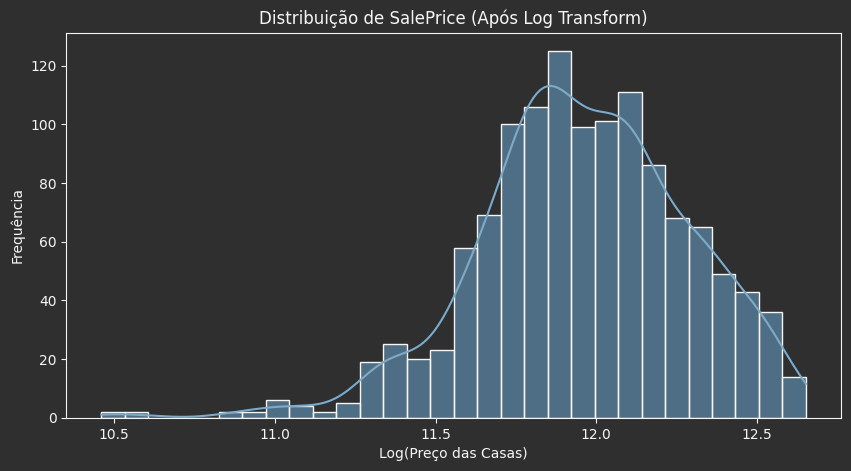 Distribuição de SalePrice (Após Log Transform)
Frequência
120
100
80
60
40
20
0
10.5 11.0 11.5 12.0 12.5
Log(Preço das Casas)